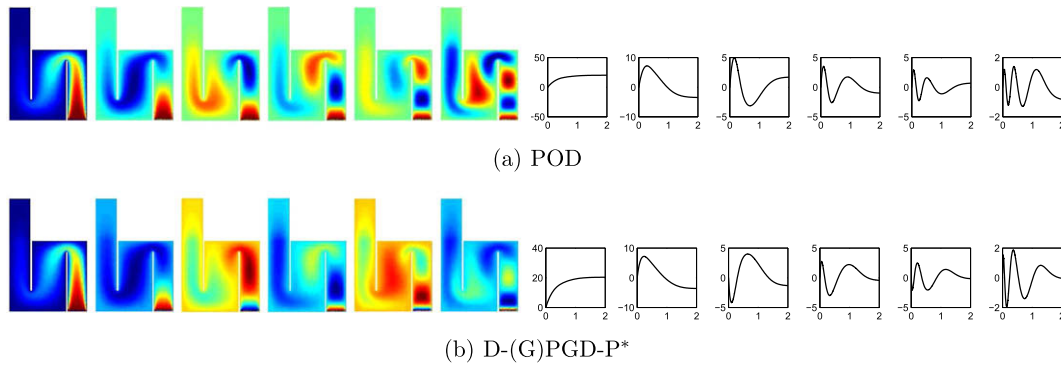 50 10 5 5 5 2
0 0 0 0 0 0
-50 -10 -5 -5 -5 -2
0 1 2 0 1 2 0 1 2 0 1 2 0 1 2 0 1 2
(a) POD
40 10 5 5 5 2
20 0 0 0 0 0
0 -10 -5 -5 -5 -2
0 1 2 0 1 2 0 1 2 0 1 2 0 1 2 0 1 2
(b) D-(G)PGD-P*